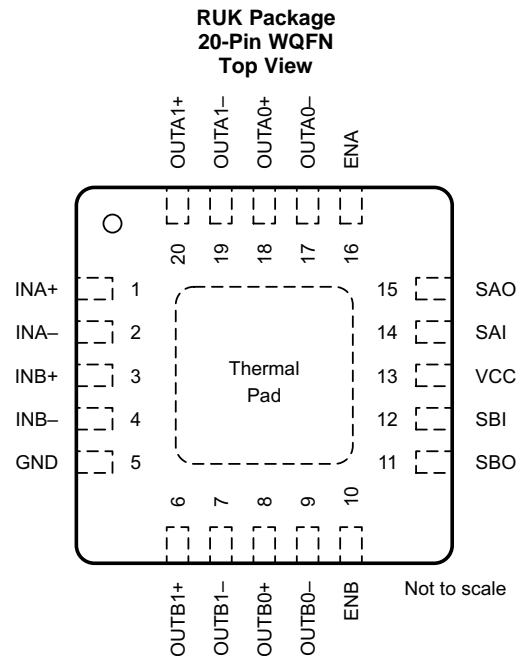 RUK Package
20-Pin WQFN
Top View
OUTA1+
OUTA1–
OUTA0+
OUTA0–
ENA
20
19
18
17
16
INA+ 1
INA– 2
INB+ 3
INB– 4
GND 5
Thermal
Pad
15 SAO
14 SAI
13 VCC
12 SBI
11 SBO
6
7
8
9
10
OUTB1+
OUTB1–
OUTB0+
OUTB0–
ENB
Not to scale